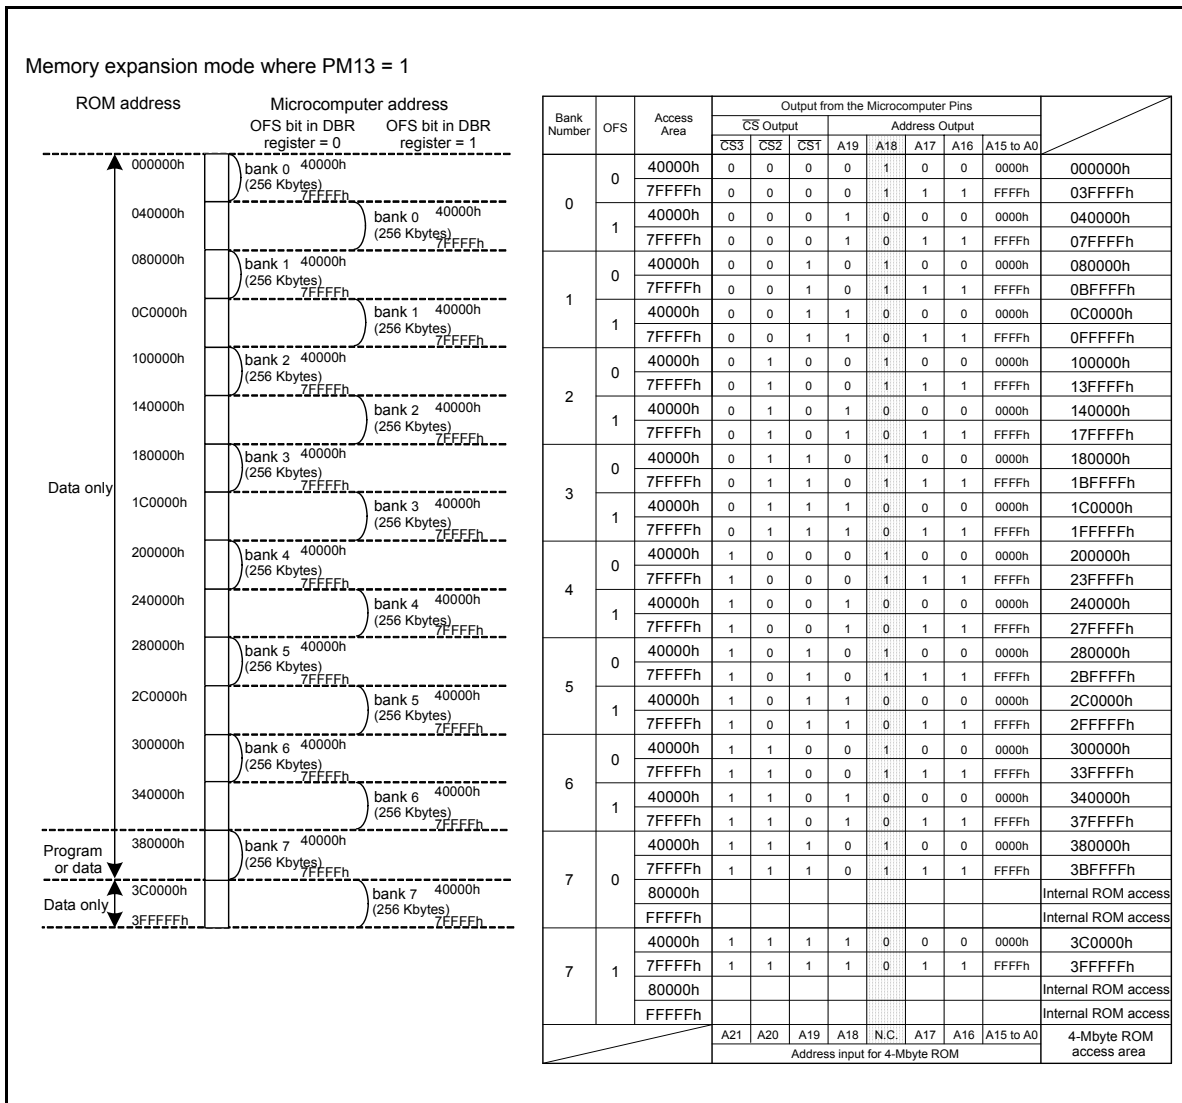 Memory expansion mode where PM13 = 1
ROM address
Microcomputer address
OFS bit in DBR register = 0
OFS bit in DBR register = 1
000000h
bank 0 40000h
(256 Kbytes)
7FFFFh
040000h
bank 0 40000h
(256 Kbytes)
7FFFFh
080000h
bank 1 40000h
(256 Kbytes)
7FFFFh
0C0000h
bank 1 40000h
(256 Kbytes)
7FFFFh
100000h
bank 2 40000h
(256 Kbytes)
7FFFFh
140000h
bank 2 40000h
(256 Kbytes)
7FFFFh
180000h
bank 3 40000h
(256 Kbytes)
7FFFFh
Data only
1C0000h
bank 3 40000h
(256 Kbytes)
7FFFFh
200000h
bank 4 40000h
(256 Kbytes)
7FFFFh
240000h
bank 4 40000h
(256 Kbytes)
7FFFFh
280000h
bank 5 40000h
(256 Kbytes)
7FFFFh
2C0000h
bank 5 40000h
(256 Kbytes)
7FFFFh
300000h
bank 6 40000h
(256 Kbytes)
7FFFFh
340000h
bank 6 40000h
(256 Kbytes)
7FFFFh
Program or data
380000h
bank 7 40000h
(256 Kbytes)
7FFFFh
Data only
3C0000h
bank 7 40000h
(256 Kbytes)
7FFFFh
3FFFFFh
Bank Number OFS Access Area Output from the Microcomputer Pins
CS Output Address Output
CS3 CS2 CS1 A19 A18 A17 A16 A15 to A0
0 0 40000h 0 0 0 0 1 0 0 0000h 000000h
7FFFFh 0 0 0 0 1 1 1 FFFFh 03FFFFh
1 40000h 0 0 0 1 0 0 0 0000h 040000h
7FFFFh 0 0 0 1 0 1 1 FFFFh 07FFFFh
1 0 40000h 0 0 1 0 1 0 0 0000h 080000h
7FFFFh 0 0 1 0 1 1 1 FFFFh 0BFFFFh
1 40000h 0 0 1 1 0 0 0 0000h 0C0000h
7FFFFh 0 0 1 1 0 1 1 FFFFh 0FFFFFh
2 0 40000h 0 1 0 0 1 0 0 0000h 100000h
7FFFFh 0 1 0 0 1 1 1 FFFFh 13FFFFh
1 40000h 0 1 0 1 0 0 0 0000h 140000h
7FFFFh 0 1 0 1 0 1 1 FFFFh 17FFFFh
3 0 40000h 0 1 1 0 1 0 0 0000h 180000h
7FFFFh 0 1 1 0 1 1 1 FFFFh 1BFFFFh
1 40000h 0 1 1 1 0 0 0 0000h 1C0000h
7FFFFh 0 1 1 1 0 1 1 FFFFh 1FFFFFh
4 0 40000h 1 0 0 0 1 0 0 0000h 200000h
7FFFFh 1 0 0 0 1 1 1 FFFFh 23FFFFh
1 40000h 1 0 0 1 0 0 0 0000h 240000h
7FFFFh 1 0 0 1 0 1 1 FFFFh 27FFFFh
5 0 40000h 1 0 1 0 1 0 0 0000h 280000h
7FFFFh 1 0 1 0 1 1 1 FFFFh 2BFFFFh
1 40000h 1 0 1 1 0 0 0 0000h 2C0000h
7FFFFh 1 0 1 1 0 1 1 FFFFh 2FFFFFh
6 0 40000h 1 1 0 0 1 0 0 0000h 300000h
7FFFFh 1 1 0 0 1 1 1 FFFFh 33FFFFh
1 40000h 1 1 0 1 0 0 0 0000h 340000h
7FFFFh 1 1 0 1 0 1 1 FFFFh 37FFFFh
7 0 40000h 1 1 1 0 1 0 0 0000h 380000h
7FFFFh 1 1 1 0 1 1 1 FFFFh 3BFFFFh
80000h Internal ROM access
FFFFFh Internal ROM access
7 1 40000h 1 1 1 1 0 0 0 0000h 3C0000h
7FFFFh 1 1 1 1 0 1 1 FFFFh 3FFFFFh
80000h Internal ROM access
FFFFFh Internal ROM access
A21 A20 A19 A18 N.C. A17 A16 A15 to A0 4-Mbyte ROM access area
Address input for 4-Mbyte ROM